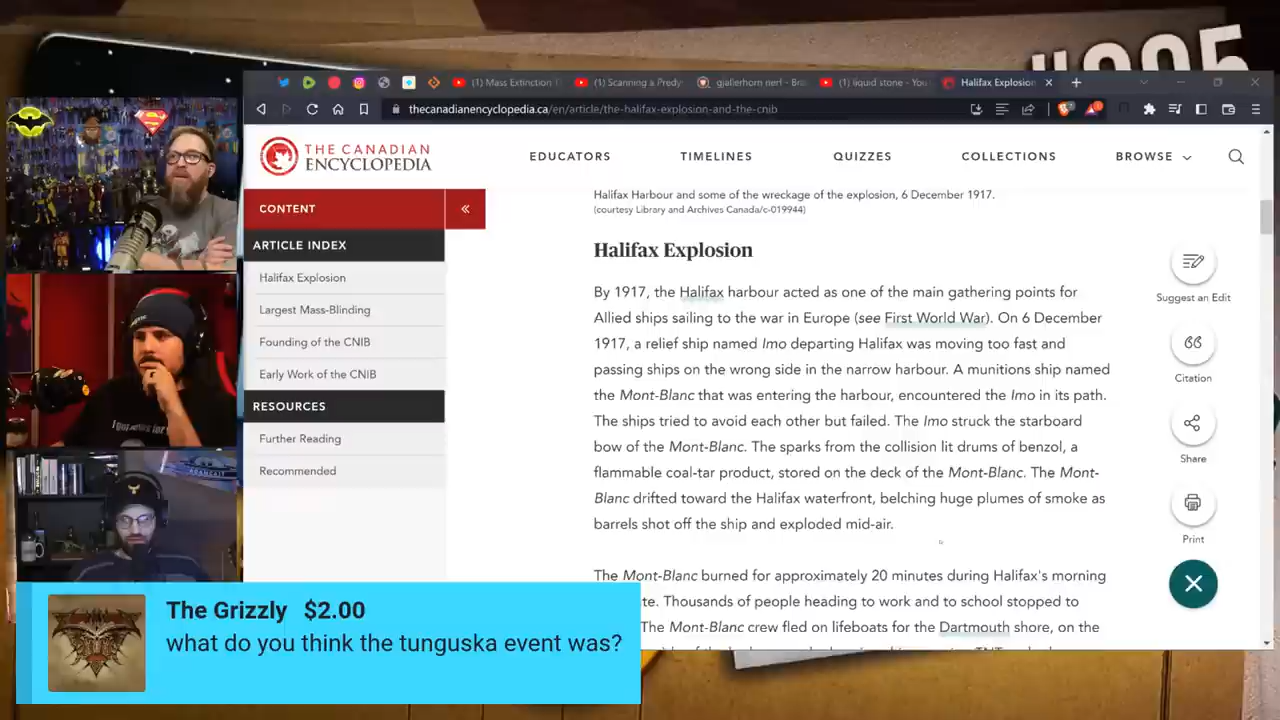 #995
(1) Mass Extinction
(1) Scanning a Predy
gjallerhorn nerf - Br
(1) liquid stone - You
Halifax Explosion
thecanadianencyclopedia.ca/en/article/the-halifax-explosion-and-the-cnib
THE CANADIAN
ENCYCLOPEDIA
EDUCATORS
TIMELINES
QUIZZES
COLLECTIONS
BROWSE
CONTENT
ARTICLE INDEX
Halifax Explosion
Largest Mass-Blinding
Founding of the CNIB
Early Work of the CNIB
RESOURCES
Further Reading
Recommended
Halifax Harbour and some of the wreckage of the explosion, 6 December 1917.
(courtesy Library and Archives Canada/c-019944)
Halifax Explosion
By 1917, the Halifax harbour acted as one of the main gathering points for
Allied ships sailing to the war in Europe (see First World War). On 6 December
1917, a relief ship named Imo departing Halifax was moving too fast and
passing ships on the wrong side in the narrow harbour. A munitions ship named
the Mont-Blanc that was entering the harbour, encountered the Imo in its path.
The ships tried to avoid each other but failed. The Imo struck the starboard
bow of the Mont-Blanc. The sparks from the collision lit drums of benzol, a
flammable coal-tar product, stored on the deck of the Mont-Blanc. The Mont-
Blanc drifted toward the Halifax waterfront, belching huge plumes of smoke as
barrels shot off the ship and exploded mid-air.
The Mont-Blanc burned for approximately 20 minutes during Halifax's morning
te. Thousands of people heading to work and to school stopped to
The Mont-Blanc crew fled on lifeboats for the Dartmouth shore, on the
Suggest an Edit
Citation
Share
Print
The Grizzly $2.00
what do you think the tunguska event was?